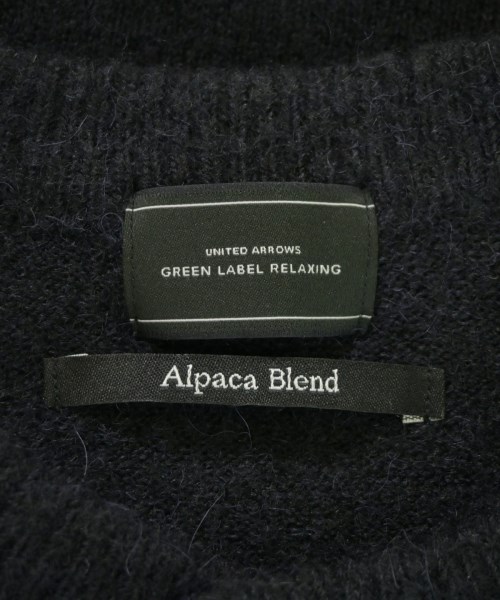 UNITED ARROWS
GREEN LABEL RELAXING
Alpaca Blend